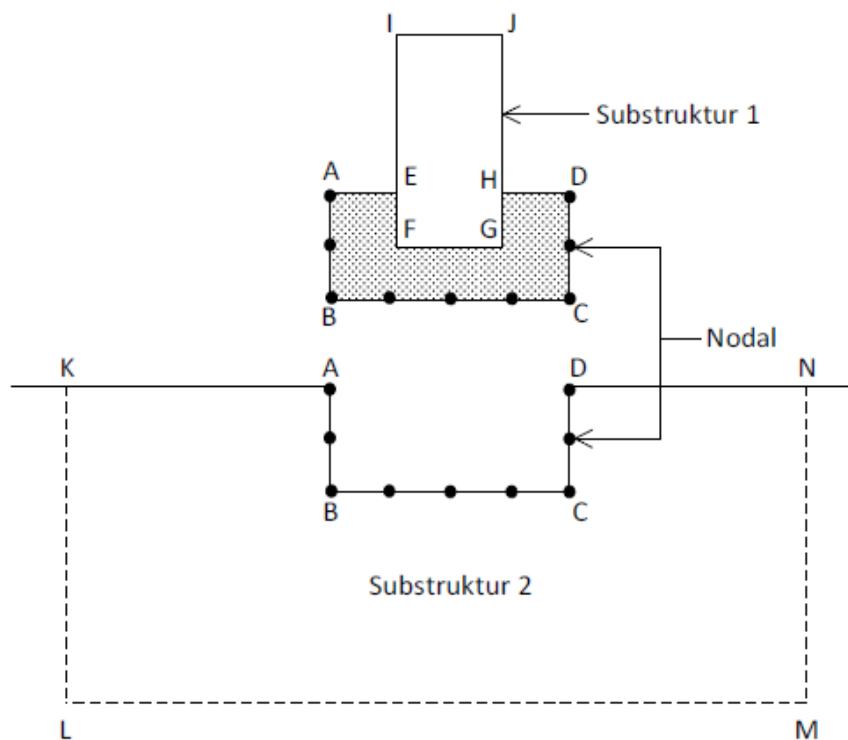 I J
Substruktur 1
A E H D
F G
B C
Nodal
K A D N
B C
Substruktur 2
L M